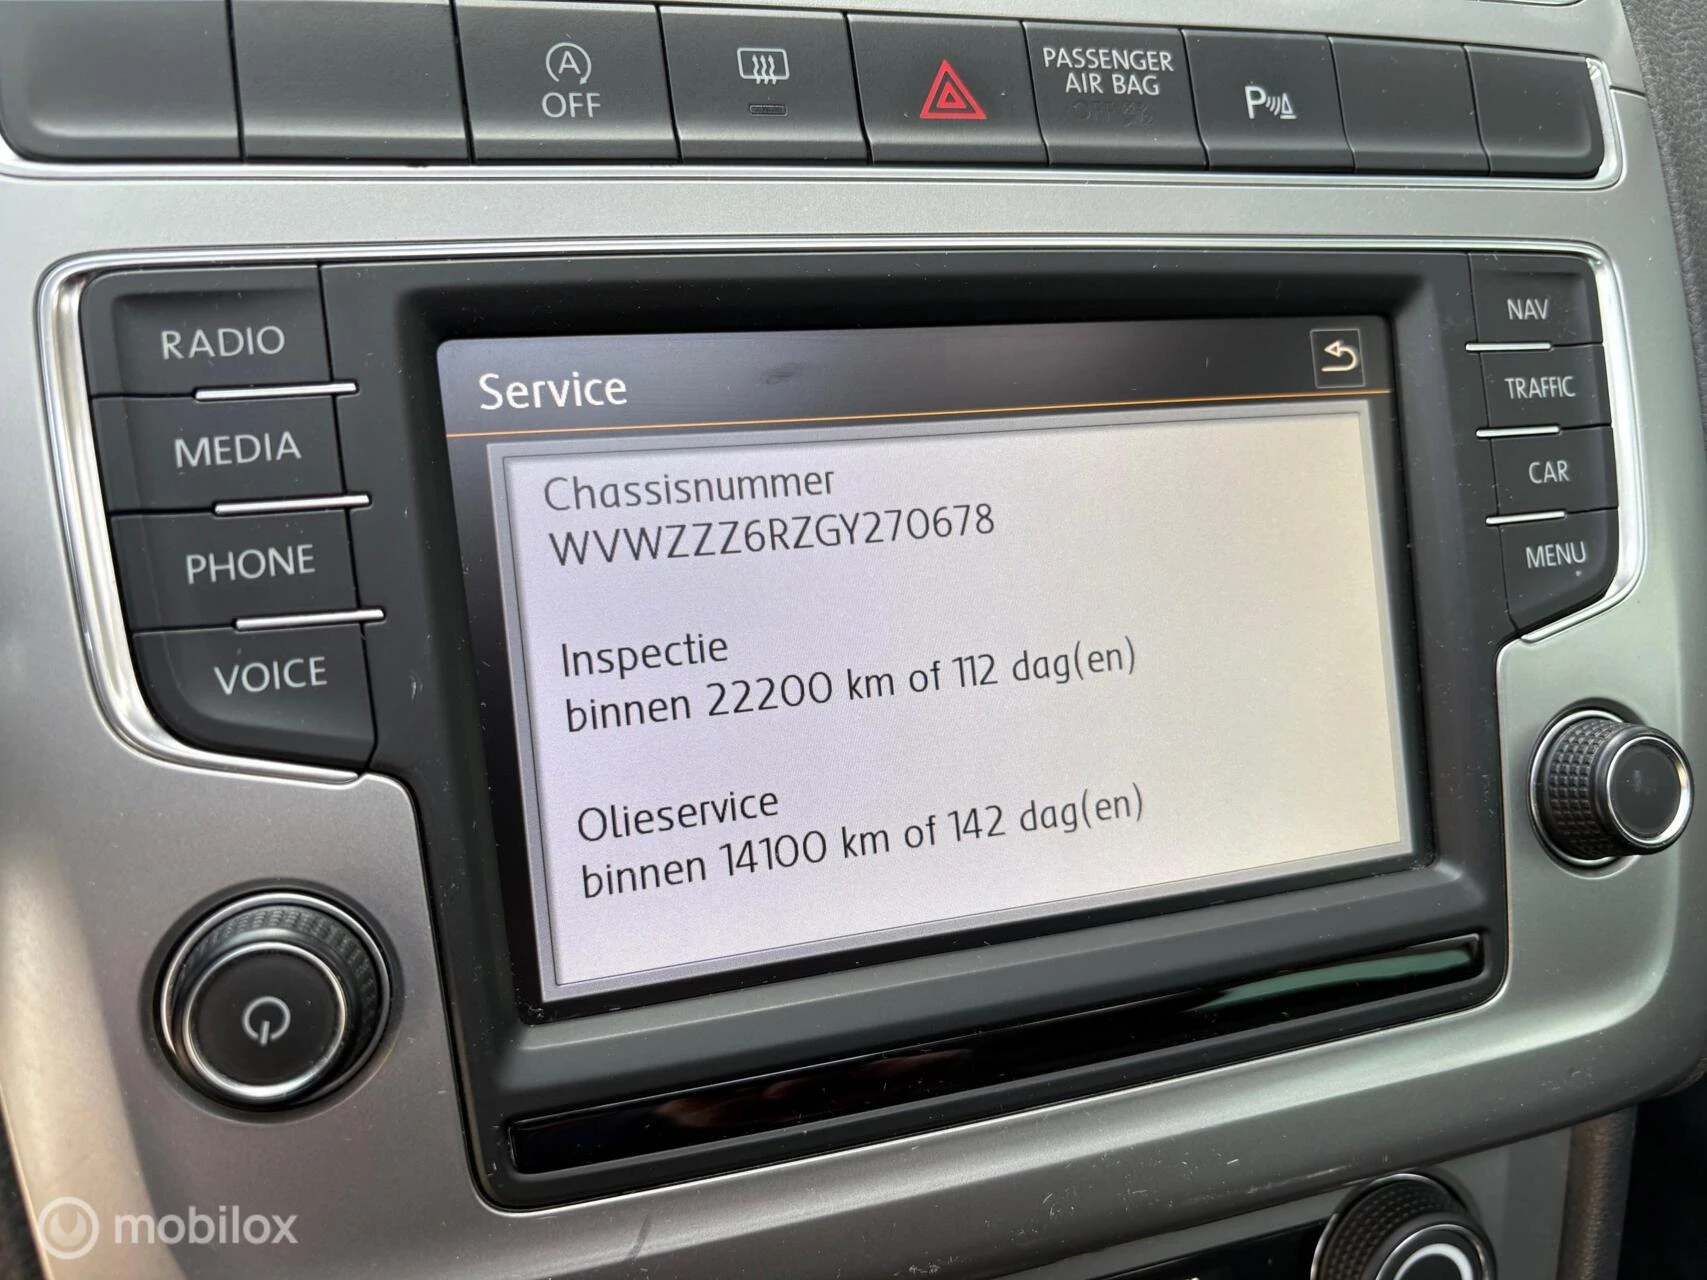 A
OFF
PASSENGER
AIR BAG
OFF
P
RADIO
MEDIA
PHONE
VOICE
NAV
TRAFFIC
CAR
MENU
Service
Chassisnummer
WVWZZZ6RZGY270678
Inspectie
binnen 22200 km of 112 dag(en)
Olieservice
binnen 14100 km of 142 dag(en)
mobilox